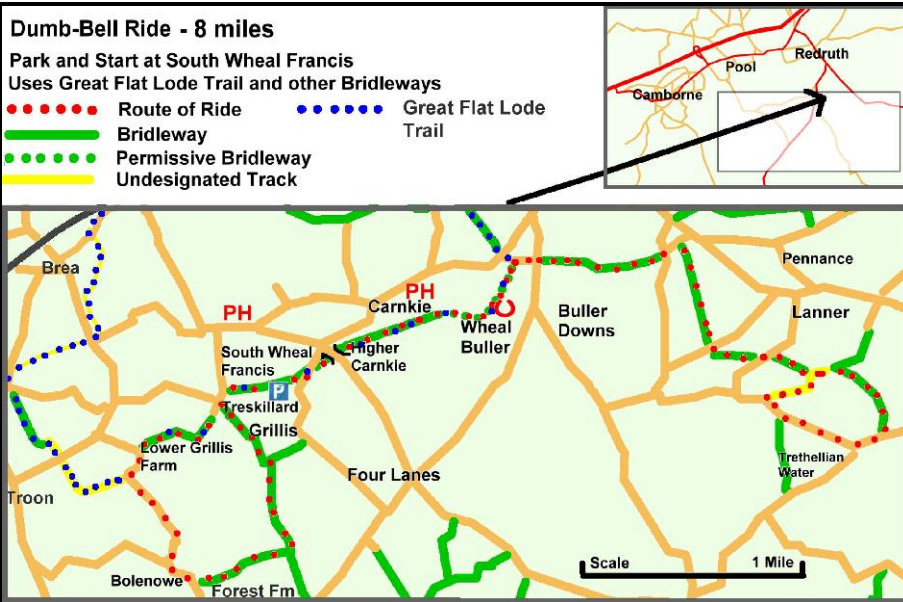 Dumb-Bell Ride - 8 miles
Park and Start at South Wheal Francis
Uses Great Flat Lode Trail and other Bridleways
Route of Ride
Great Flat Lode
Trail
Bridleway
Permissive Bridleway
Undesignated Track
Redruth
Pool
Camborne
Brea
PH
PH
Carnkie
Wheal
Buller
C
Buller
Downs
Pennance
Lanner
South Wheal
Francis
Higher
Carnkie
P
Treskillard
Grillis
Lower Grillis
Farm
Four Lanes
Trethellian
Water
Troon
Bolenowe
Forest Fm
Scale
1 Mile